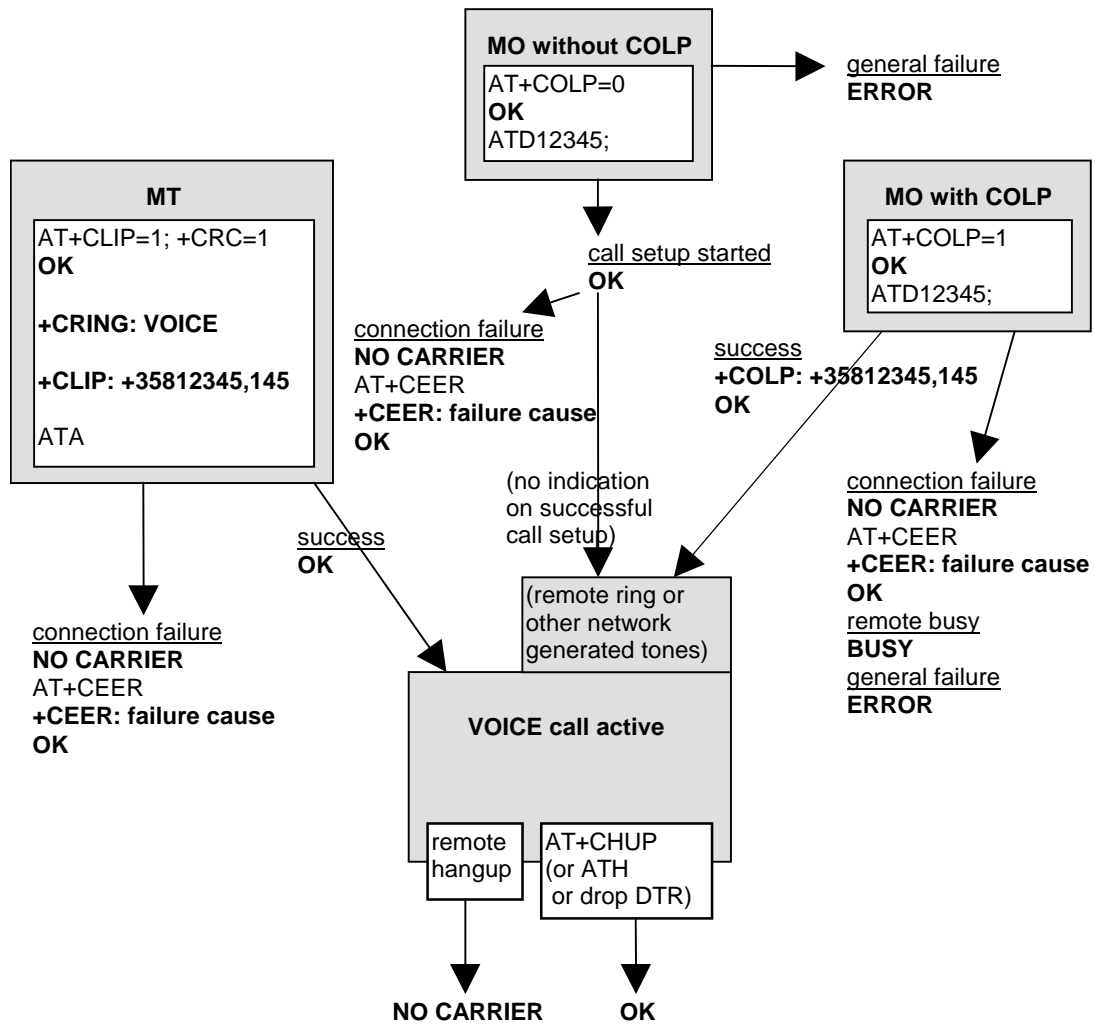 MO without COLP
AT+COLP=0
OK
ATD12345;
general failure
ERROR
MT
AT+CLIP=1; +CRC=1
OK
+CRING: VOICE
+CLIP: +35812345,145
ATA
MO with COLP
AT+COLP=1
OK
ATD12345;
call setup started
OK
connection failure
NO CARRIER
AT+CEER
+CEER: failure cause
OK
success
+COLP: +35812345,145
OK
(no indication
on successful
call setup)
success
OK
connection failure
NO CARRIER
AT+CEER
+CEER: failure cause
OK
remote busy
BUSY
general failure
ERROR
connection failure
NO CARRIER
AT+CEER
+CEER: failure cause
OK
(remote ring or
other network
generated tones)
VOICE call active
remote
hangup
AT+CHUP
(or ATH
or drop DTR)
NO CARRIER
OK